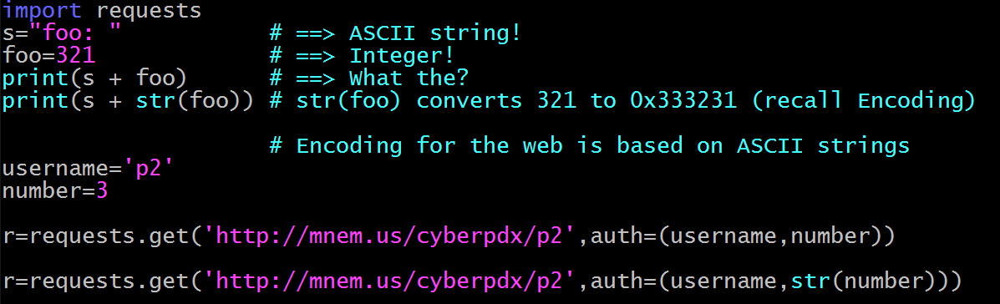 import requests
s="foo: "           # ==> ASCII string!
foo=321             # ==> Integer!
print(s + foo)      # ==> What the?
print(s + str(foo)) # str(foo) converts 321 to 0x333231 (recall Encoding)
# Encoding for the web is based on ASCII strings
username='p2'
number=3
r=requests.get('http://mnem.us/cyberpdx/p2',auth=(username,number))
r=requests.get('http://mnem.us/cyberpdx/p2',auth=(username,str(number)))